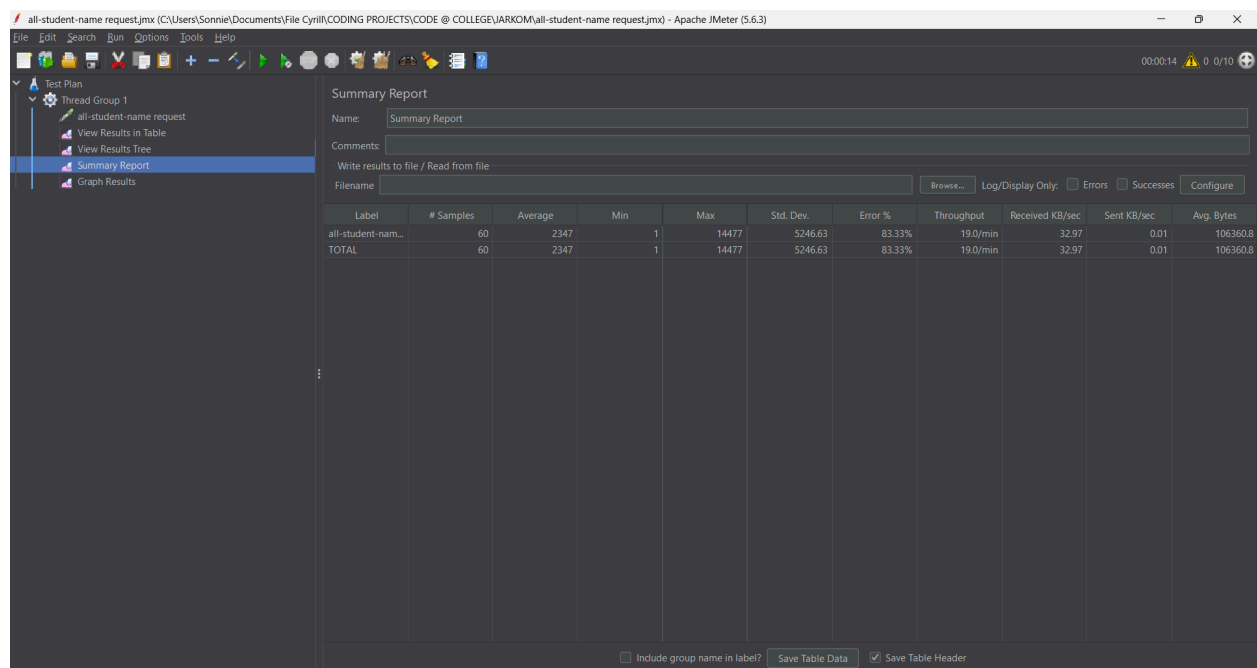 all-student-name request.jmx (C:\Users\Sonnie\Documents\File Cyrill\CODING PROJECTS\CODE @ COLLEGE\JARKOM\all-student-name request.jmx) - Apache JMeter (5.6.3)
File Edit Search Run Options Tools Help
00:00:14 0 0/10
Test Plan
Thread Group 1
all-student-name request
View Results in Table
View Results Tree
Summary Report
Graph Results
Summary Report
Name: Summary Report
Comments:
Write results to file / Read from file
Filename Browse... Log/Display Only: Errors Successes Configure
Label # Samples Average Min Max Std. Dev. Error % Throughput Received KB/sec Sent KB/sec Avg. Bytes
all-student-nam... 60 2347 1 14477 5246.63 83.33% 19.0/min 32.97 0.01 106360.8
TOTAL 60 2347 1 14477 5246.63 83.33% 19.0/min 32.97 0.01 106360.8
Include group name in label? Save Table Data Save Table Header